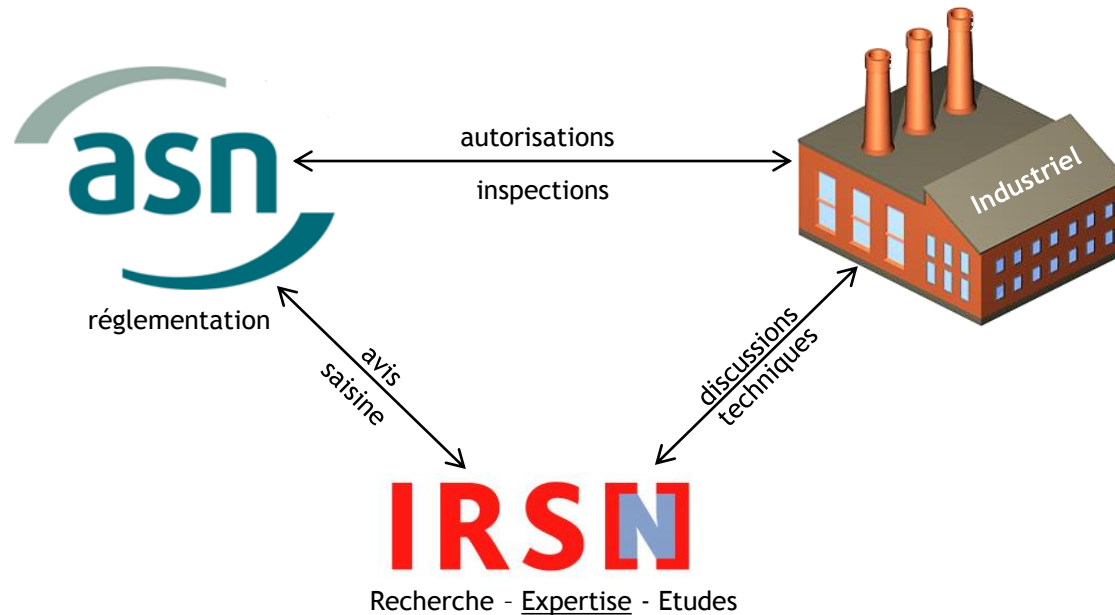 asn
autorisations
inspections
Industriel
réglementation
avis
saisine
discussions
techniques
IRSN
Recherche - Expertise - Etudes